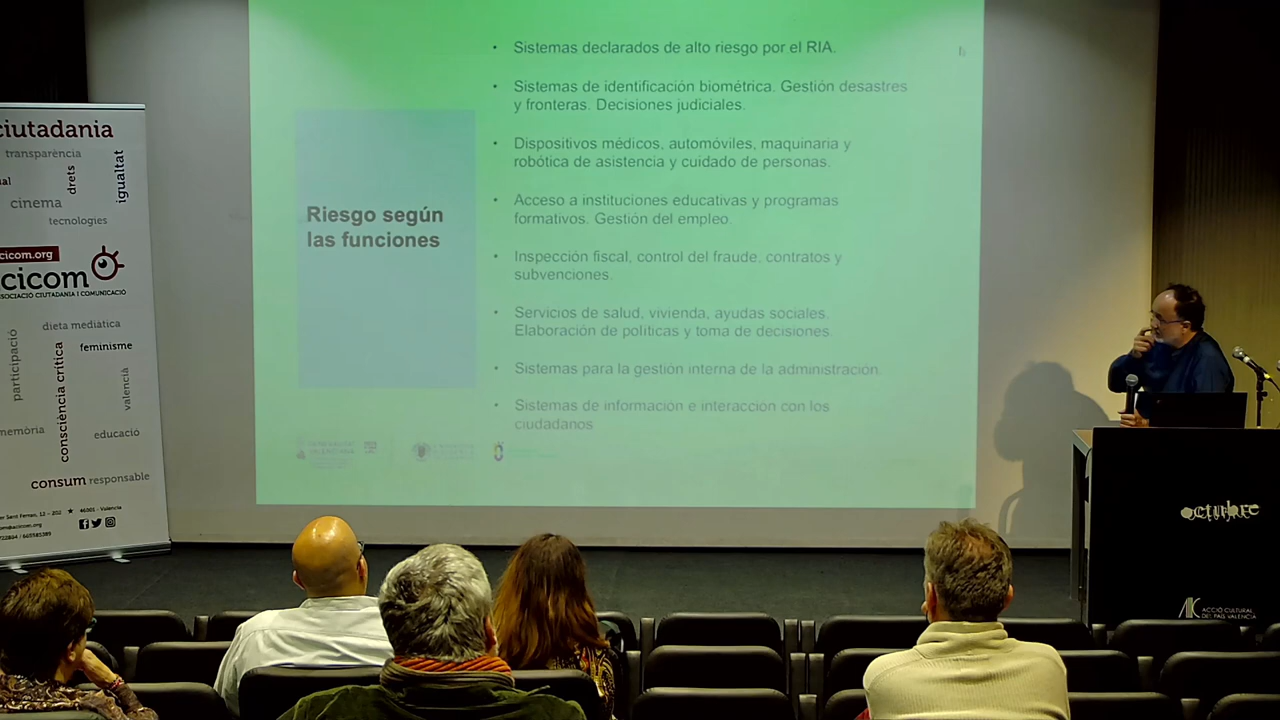 ciutadania
transparència
igualtat
drets
cinema
tecnologies
cicom.org
cicom
ASSOCIACIÓ CIUTADANIA I COMUNICACIÓ
dieta mediàtica
participació
feminisme
consciència crítica
valencià
memòria
educació
consum responsable
46001 - València
Riesgo según
las funciones
• Sistemas declarados de alto riesgo por el RIA.
• Sistemas de identificación biométrica. Gestión desastres
y fronteras. Decisiones judiciales.
• Dispositivos médicos, automóviles, maquinaria y
robótica de asistencia y cuidado de personas.
• Acceso a instituciones educativas y programas
formativos. Gestión del empleo.
• Inspección fiscal, control del fraude, contratos y
subvenciones.
• Servicios de salud, vivienda, ayudas sociales.
Elaboración de políticas y toma de decisiones.
• Sistemas para la gestión interna de la administración.
• Sistemas de información e interacción con los
ciudadanos
octubre
ACCIÓ CULTURAL
DEL PAÍS VALENCIÀ